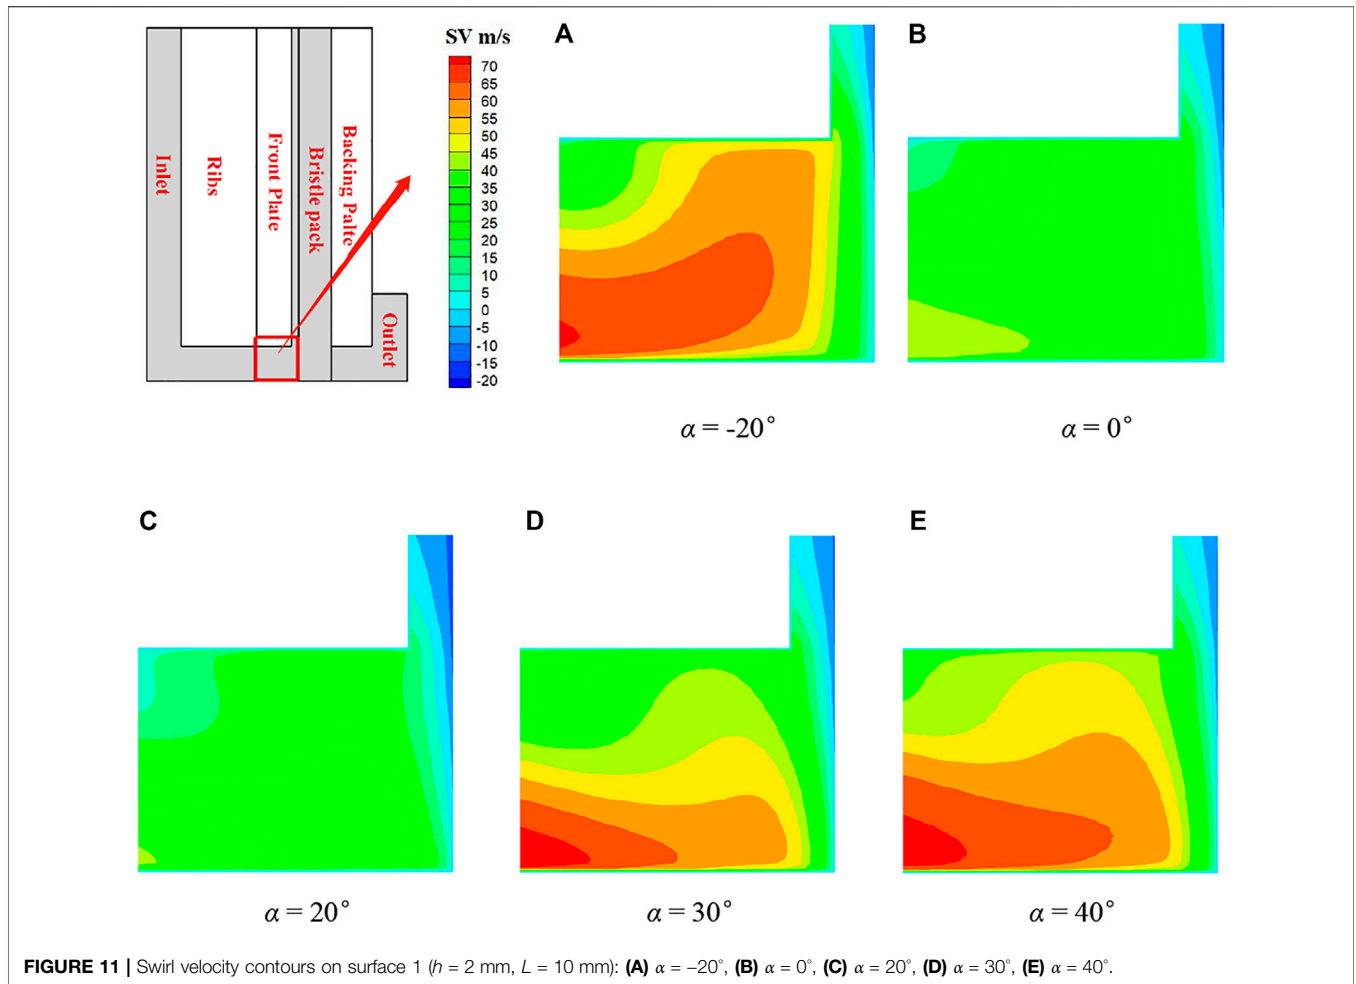 Inlet
Ribs
Front Plate
Bristle pack
Backing Palte
Outlet
SV m/s
70
65
60
50
45
40
35
30
20
15
10
5
0
-5
-10
-15
-20
A
α = -20°
B
α = 0°
C
α = 20°
D
α = 30°
E
α = 40°
FIGURE 11 | Swirl velocity contours on surface 1 (h = 2 mm, L = 10 mm): (A) α = −20°, (B) α = 0°, (C) α = 20°, (D) α = 30°, (E) α = 40°.